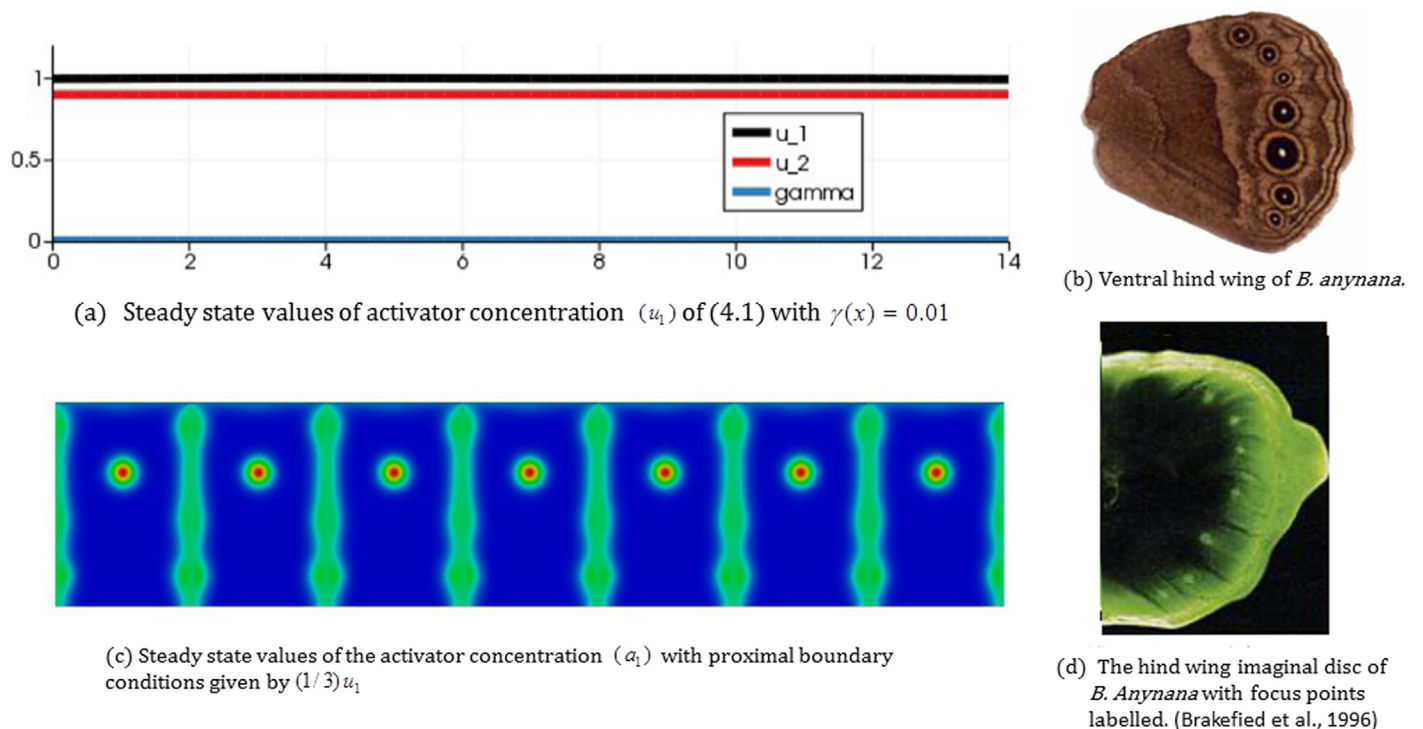 1
0.5
0
u_1
u_2
gamma
0 2 4 6 8 10 12 14
(a) Steady state values of activator concentration (u₁) of (4.1) with γ(x) = 0.01
(b) Ventral hind wing of B. anynana.
(c) Steady state values of the activator concentration (a₁) with proximal boundary
conditions given by (1/3)u₁
(d) The hind wing imaginal disc of
B. Anynana with focus points
labelled. (Brakefied et al., 1996)